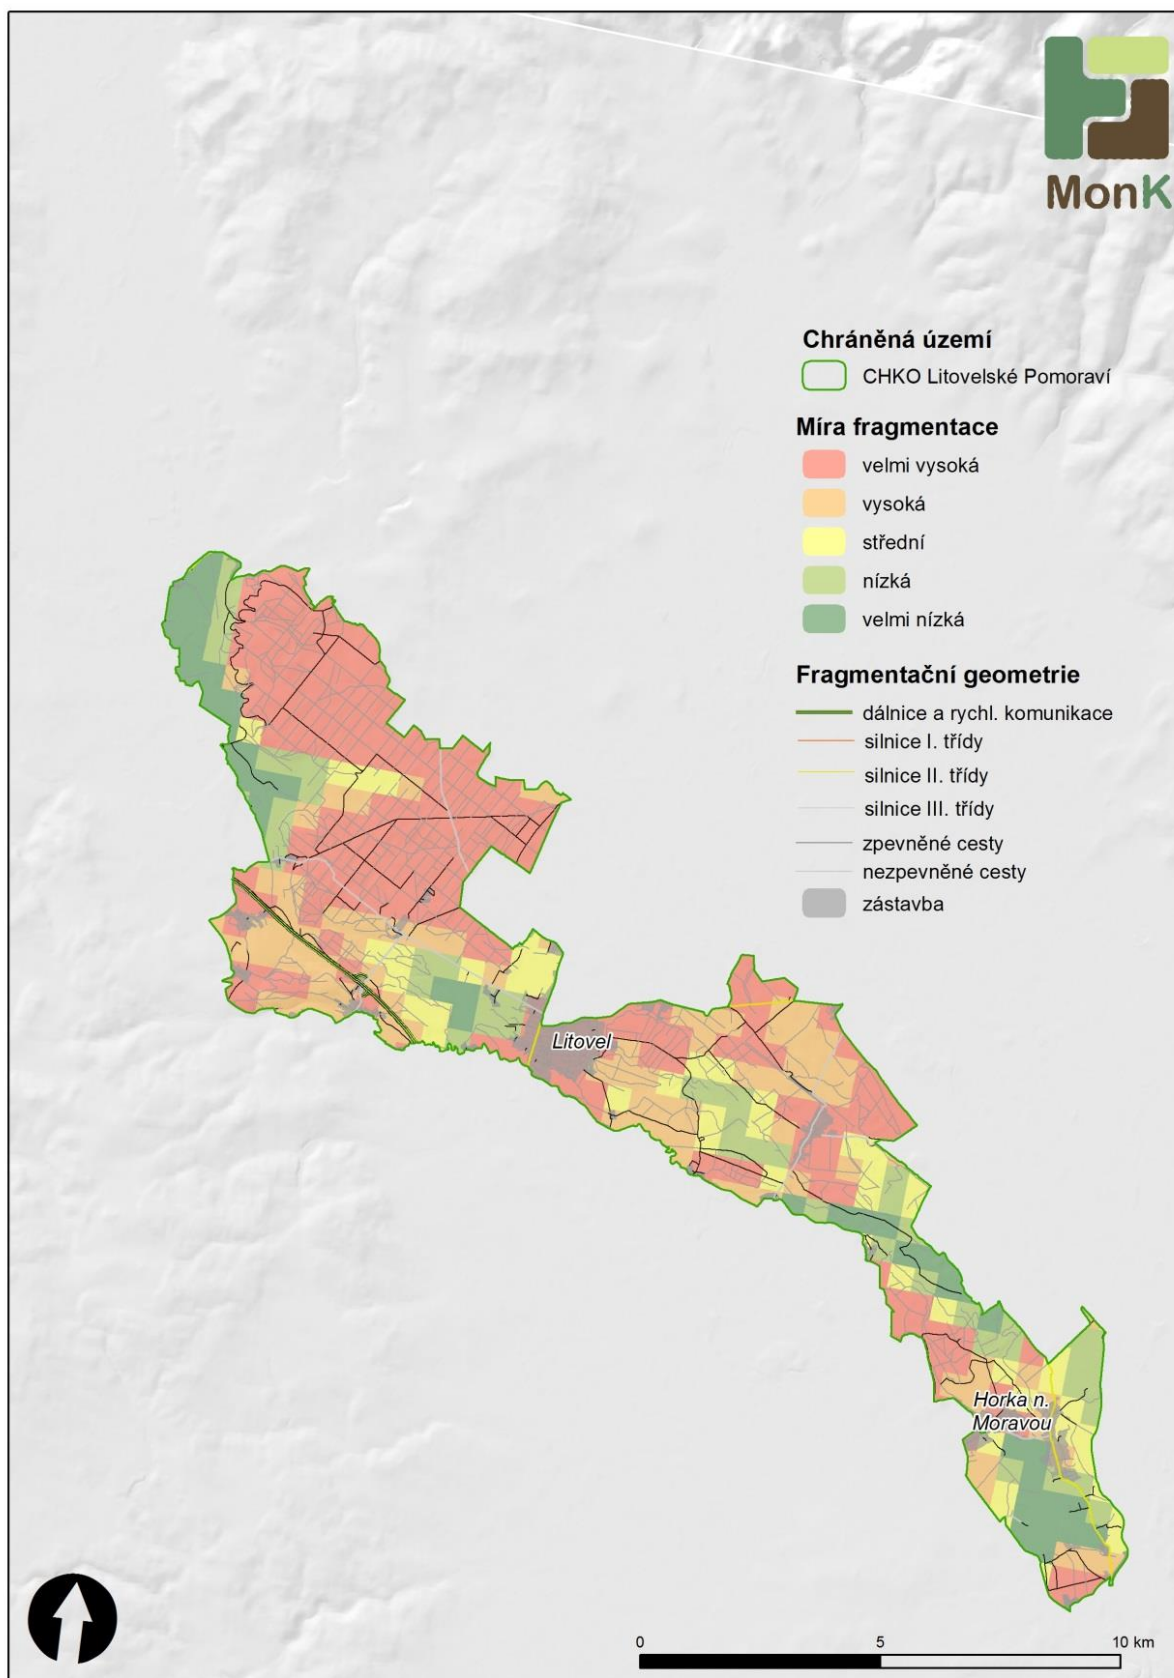 MonK
Chráněná území
CHKO Litovelské Pomoraví
Míra fragmentace
velmi vysoká
vysoká
střední
nízká
velmi nízká
Fragmentační geometrie
dálnice a rychl. komunikace
silnice I. třídy
silnice II. třídy
silnice III. třídy
zpevněné cesty
nezpevněné cesty
zástavba
Litovel
Horka n.
Moravou
0 5 10 km